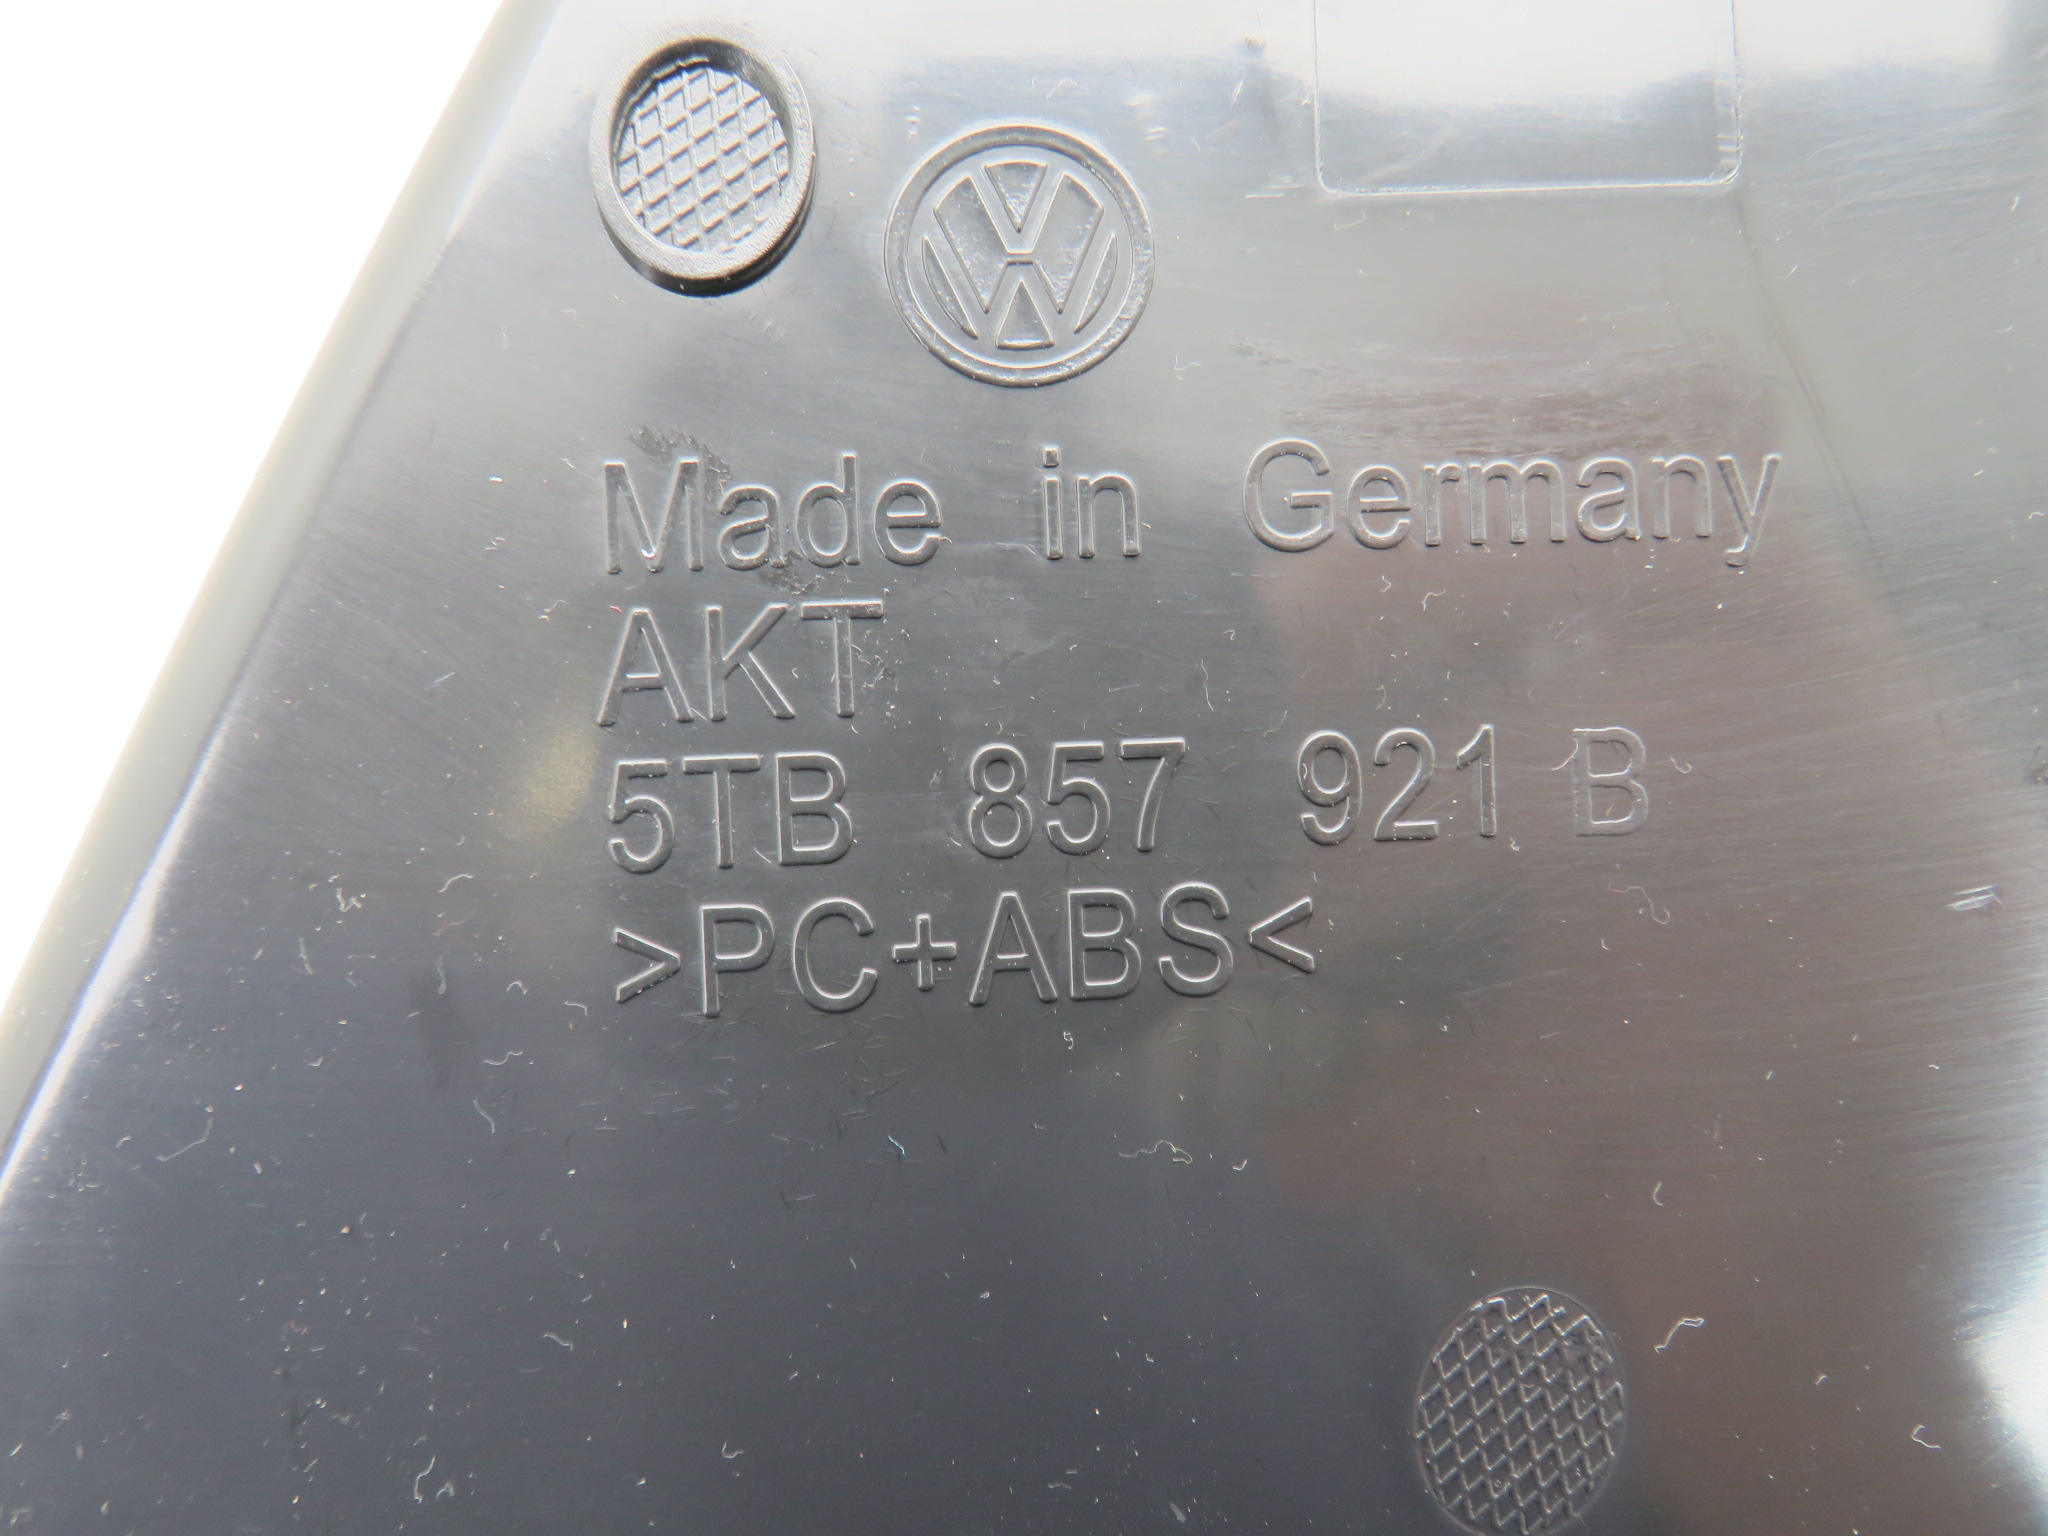 Made in Germany
AKT
5TB 857 921 B
>PC+ABS<